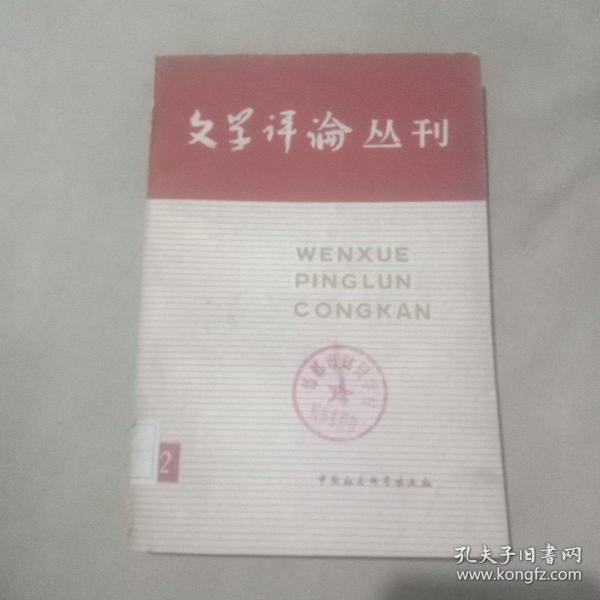 文学评论丛刊
WENXUE
PINGLUN
CONGKAN
2
中国社会科学出版社
孔夫子旧书网
www.kongfz.com